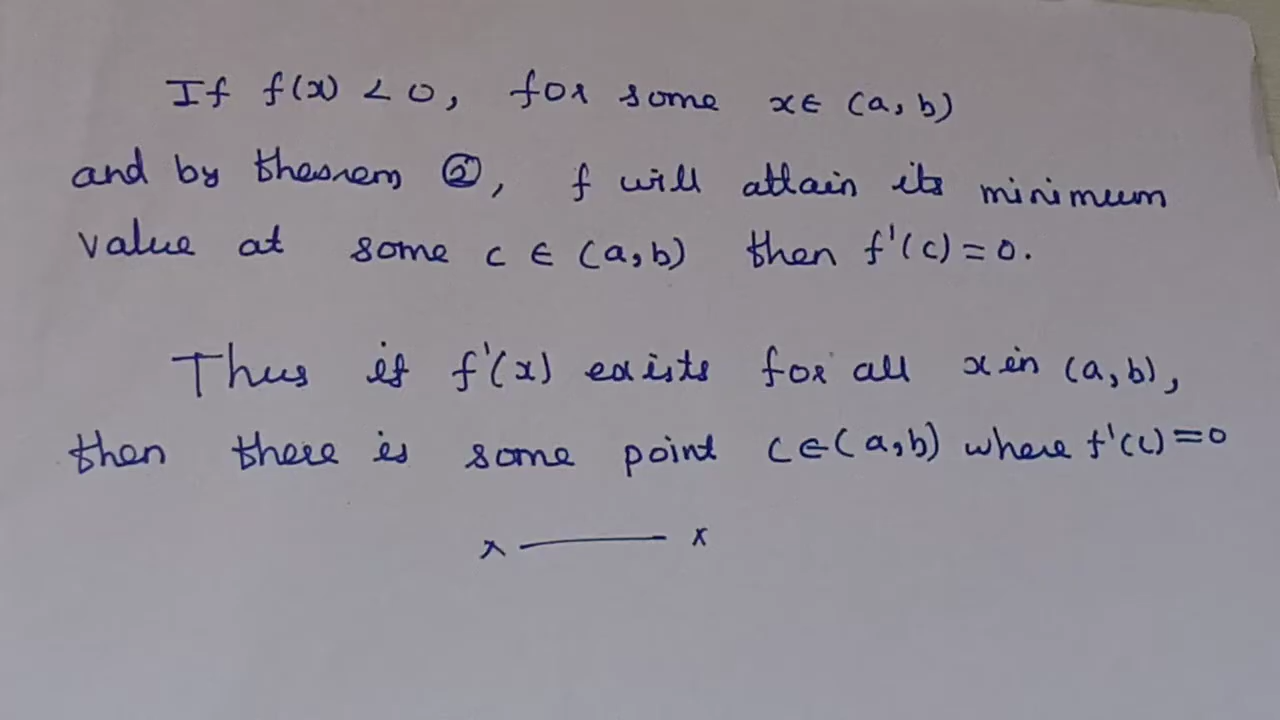 If f(x) < 0, for some x ∈ (a, b)
and by theorem ②, f will attain its minimum
value at some c ∈ (a, b) then f'(c) = 0.
Thus if f'(x) exists for all x in (a, b),
then there is some point c ∈ (a, b) where f'(c) = 0
x — x